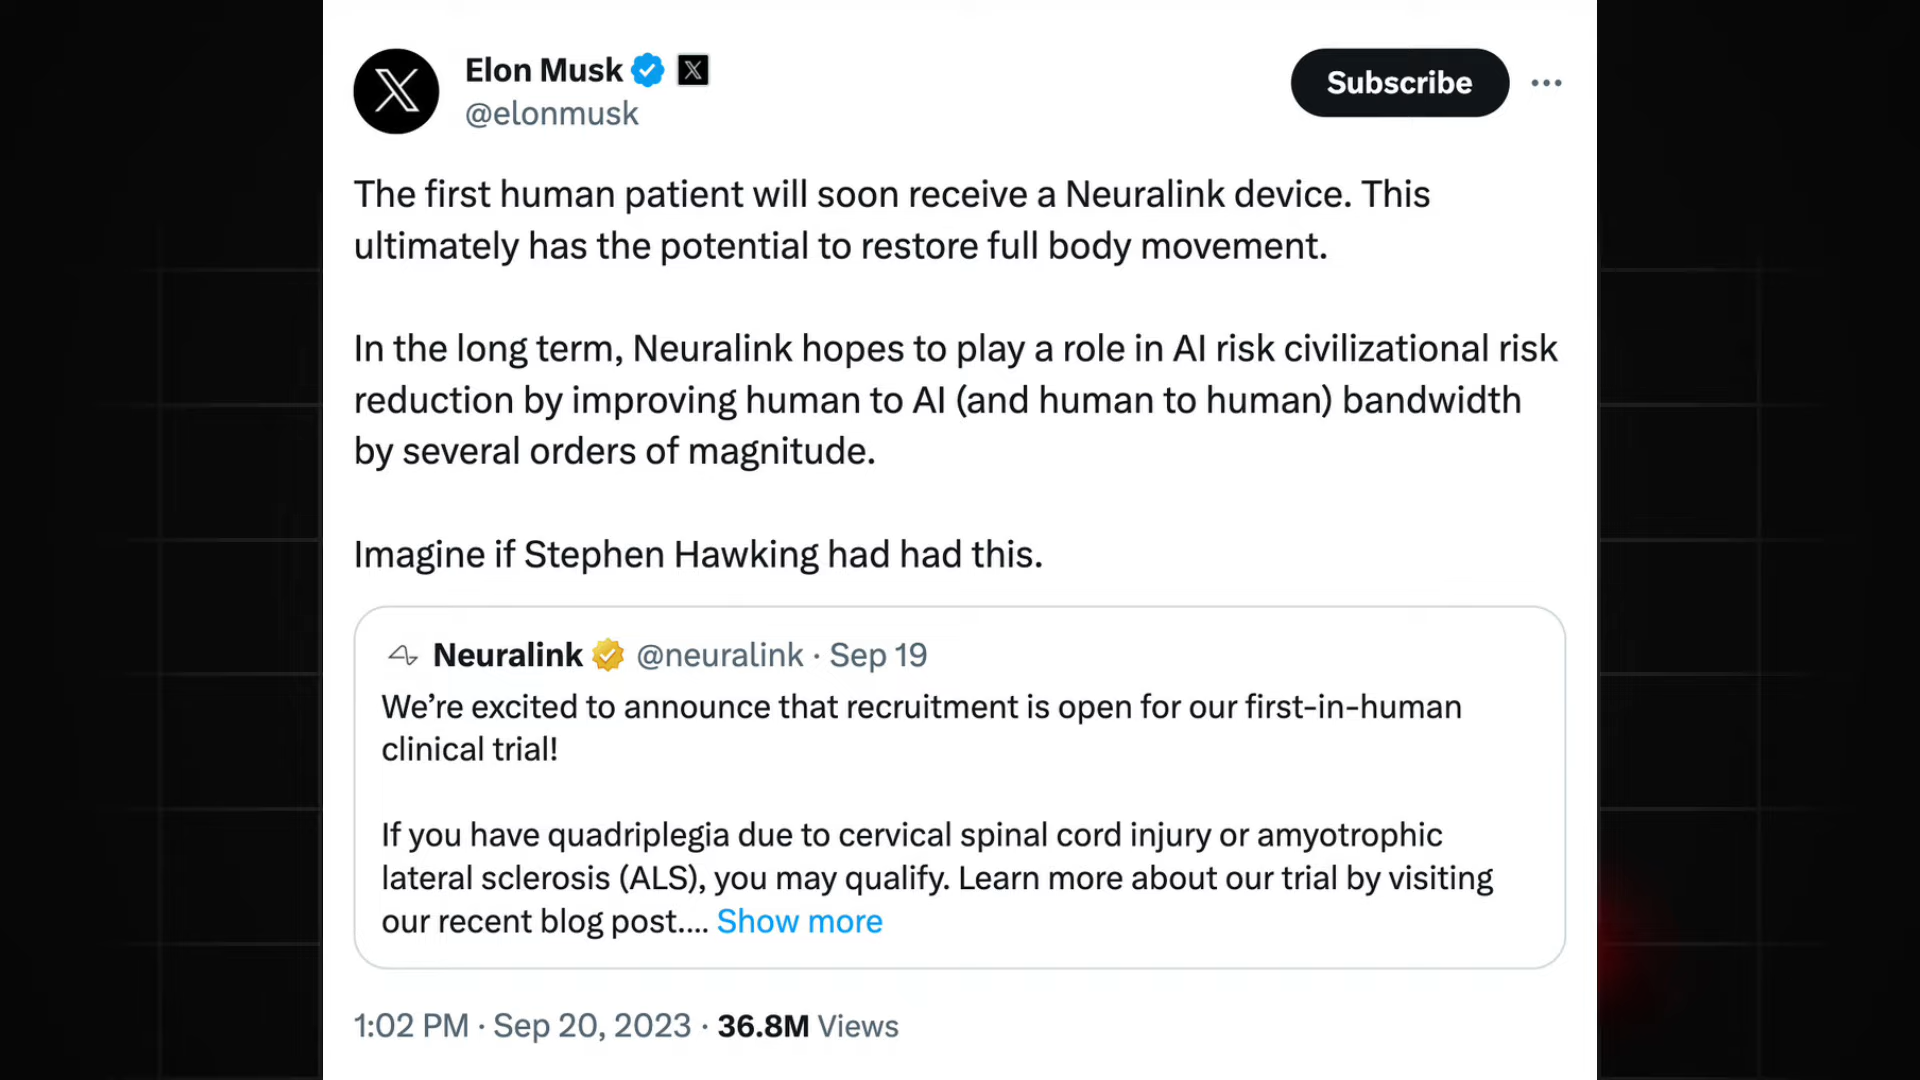 Elon Musk
@elonmusk
Subscribe
The first human patient will soon receive a Neuralink device. This
ultimately has the potential to restore full body movement.
In the long term, Neuralink hopes to play a role in AI risk civilizational risk
reduction by improving human to AI (and human to human) bandwidth
by several orders of magnitude.
Imagine if Stephen Hawking had had this.
Neuralink @neuralink · Sep 19
We’re excited to announce that recruitment is open for our first-in-human
clinical trial!
If you have quadriplegia due to cervical spinal cord injury or amyotrophic
lateral sclerosis (ALS), you may qualify. Learn more about our trial by visiting
our recent blog post.... Show more
1:02 PM · Sep 20, 2023 · 36.8M Views